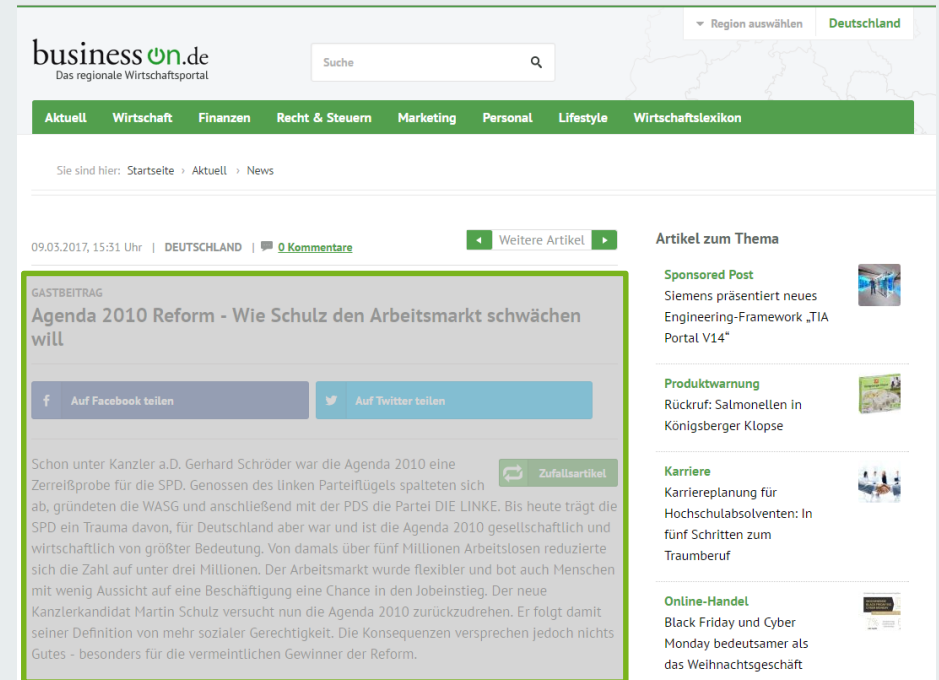 Region auswählen
Deutschland
business on.de
Das regionale Wirtschaftsportal
Suche
Aktuell Wirtschaft Finanzen Recht & Steuern Marketing Personal Lifestyle Wirtschaftslexikon
Sie sind hier: Startseite › Aktuell › News
09.03.2017, 15:31 Uhr | DEUTSCHLAND | 0 Kommentare
Weitere Artikel
GASTBEITRAG
Agenda 2010 Reform - Wie Schulz den Arbeitsmarkt schwächen
will
f Auf Facebook teilen
Auf Twitter teilen
Schon unter Kanzler a.D. Gerhard Schröder war die Agenda 2010 eine
Zufallsartikel
Zerreißprobe für die SPD. Genossen des linken Parteiflügels spalteten sich
ab, gründeten die WASG und anschließend mit der PDS die Partei DIE LINKE. Bis heute trägt die
SPD ein Trauma davon, für Deutschland aber war und ist die Agenda 2010 gesellschaftlich und
wirtschaftlich von größter Bedeutung. Von damals über fünf Millionen Arbeitslosen reduzierte
sich die Zahl auf unter drei Millionen. Der Arbeitsmarkt wurde flexibler und bot auch Menschen
mit wenig Aussicht auf eine Beschäftigung eine Chance in den Jobeinstieg. Der neue
Kanzlerkandidat Martin Schulz versucht nun die Agenda 2010 zurückzudrehen. Er folgt damit
seiner Definition von mehr sozialer Gerechtigkeit. Die Konsequenzen versprechen jedoch nichts
Gutes - besonders für die vermeintlichen Gewinner der Reform.
Artikel zum Thema
Sponsored Post
Siemens präsentiert neues
Engineering-Framework „TIA
Portal V14“
Produktwarnung
Rückruf: Salmonellen in
Königsberger Klopse
Karriere
Karriereplanung für
Hochschulabsolventen: In
fünf Schritten zum
Traumberuf
Online-Handel
Black Friday und Cyber
Monday bedeutsamer als
das Weihnachtsgeschäft